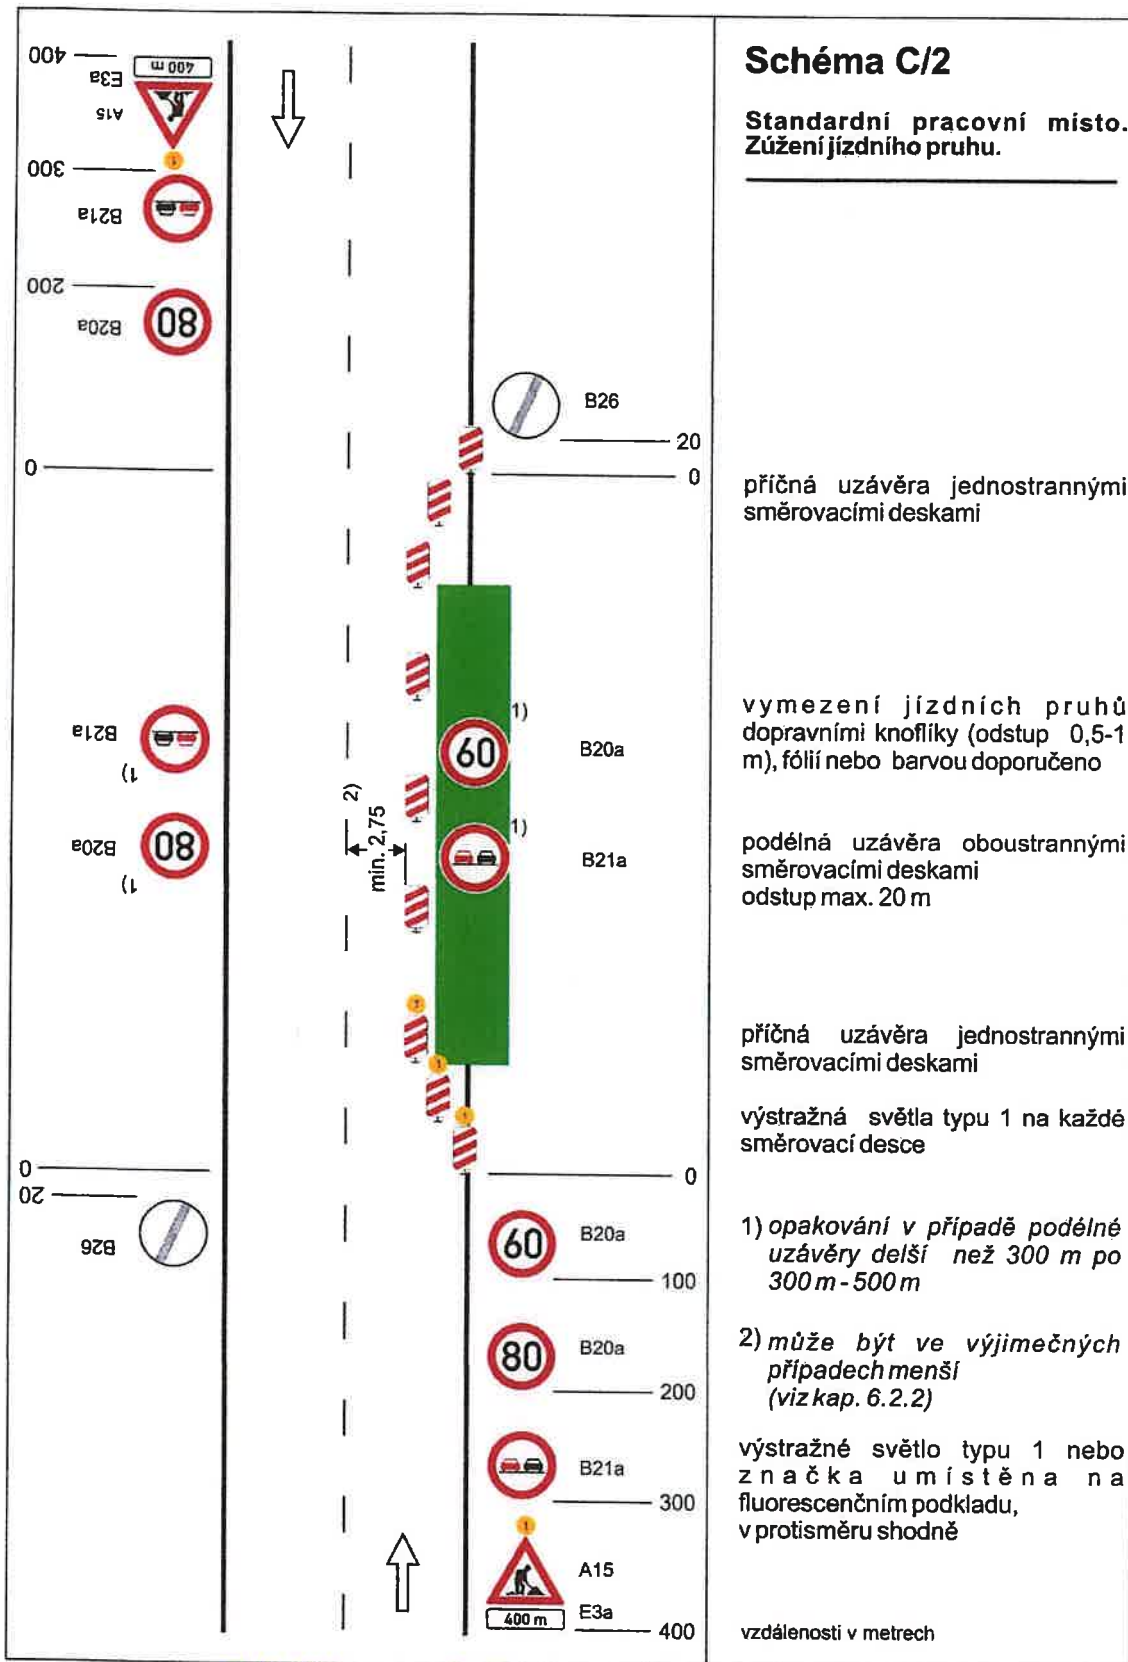 Schéma C/2
Standardní pracovní místo.
Zúžení jízdního pruhu.
400
400 m
E3a
A15
1
300
B21a
200
80
B20a
0
B26
20
0
příčná uzávěra jednostrannými
směrovacími deskami
1)
60
B20a
B21a
1)
vymezení jízdních pruhů
dopravními knoflíky (odstup 0,5-1
m), fólií nebo barvou doporučeno
2)
min. 2,75
1)
B21a
80
B20a
1)
podélná uzávěra oboustrannými
směrovacími deskami
odstup max. 20 m
1
1
1
příčná uzávěra jednostrannými
směrovacími deskami
výstražná světla typu 1 na každé
směrovací desce
0
20
B26
0
60
B20a
100
80
B20a
200
B21a
300
1
A15
400 m
E3a
400
1) opakování v případě podélné
uzávěry delší než 300 m po
300 m - 500 m
2) může být ve výjimečných
případech menší
(viz kap. 6.2.2)
výstražné světlo typu 1 nebo
značka umístěna na
fluorescenčním podkladu,
v protisměru shodně
vzdálenosti v metrech